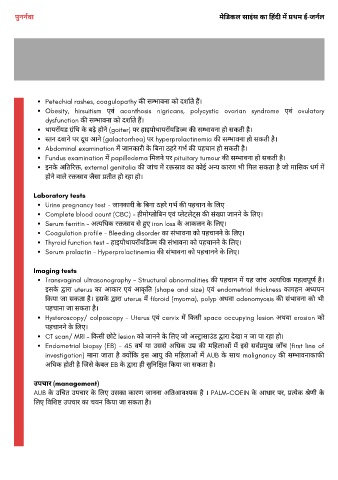 पुनर्नवा
मेडिकल साइंस का हिंदी में प्रथम ई-जर्नल
• Petechial rashes, coagulopathy की सम्भावना को दर्शाते हैं।
• Obesity, hirsuitism एवं acanthosis nigricans, polycystic ovarian syndrome एवं ovulatory
dysfunction की सम्भावना को दर्शाते हैं।
• थायरॉयड ग्रंथि के बढ़े होने (goiter) पर हाइपोथायरॉयडिज्म की सम्भावना हो सकती है।
• स्तन दबाने पर दूध आने (galactorrhea) पर hyperprolactinemia की सम्भावना हो सकती है।
• Abdominal examination में जानकारी के बिना ठहरे गर्भ की पहचान हो सकती है।
• Fundus examination में papilledema मिलने पर pituitary tumour की सम्भावना हो सकती है।
• इनके अतिरिक्त, external genitalia की जांच में रक्तस्राव का कोई अन्य कारण भी मिल सकता है जो मासिक धर्म में
होने वाले रक्तस्राव जैसा प्रतीत हो रहा हो।
Laboratory tests
• Urine pregnancy test - जानकारी के बिना ठहरे गर्भ की पहचान के लिए
• Complete blood count (CBC) - हीमोग्लोबिन एवं प्लेटलेट्स की संख्या जानने के लिए।
• Serum ferritin - अत्यधिक रक्तस्राव से हुए iron loss के आकलन के लिए।
• Coagulation profile - Bleeding disorder का संभावना को पहचानने के लिए।
• Thyroid function test - हाइपोथायरॉयडिज्म की संभावना को पहचानने के लिए।
• Serum prolactin - Hyperprolactinemia की संभावना को पहचानने के लिए।
Imaging tests
• Transvaginal ultrasonography - Structural abnormalities की पहचान में यह जांच अत्यधिक महत्वपूर्ण है।
इसके द्वारा uterus का आकार एवं आकृति (shape and size) एवं endometrial thickness का गहन अध्ययन
किया जा सकता है। इसके द्वारा uterus में fibroid (myoma), polyp अथवा adenomyosis की संभावना को भी
पहचाना जा सकता है।
• Hysteroscopy/ colposcopy - Uterus एवं cervix में किसी space occupying lesion अथवा erosion को
पहचानने के लिए।
• CT scan/ MRI - किसी छोटे lesion को जानने के लिए जो अल्ट्रासाउंड द्वारा देखा न जा पा रहा हो।
• Endometrial biopsy (EB) - 45 वर्ष या उससे अधिक उम्र की महिलाओं में इसे सर्वप्रमुख जाँच (first line of
investigation) माना जाता है क्योंकि इस आयु की महिलाओं में AUB के साथ malignancy की सम्भावनाकाफी
अधिक होती है जिसे केवल EB के द्वारा ही सुनिश्चित किया जा सकता है।
उपचार (management)
AUB के उचित उपचार के लिए उसका कारण जानना अतिआवश्यक है । PALM-COEIN के आधार पर, प्रत्येक श्रेणी के
लिए विशिष्ट उपचार का चयन किया जा सकता है।